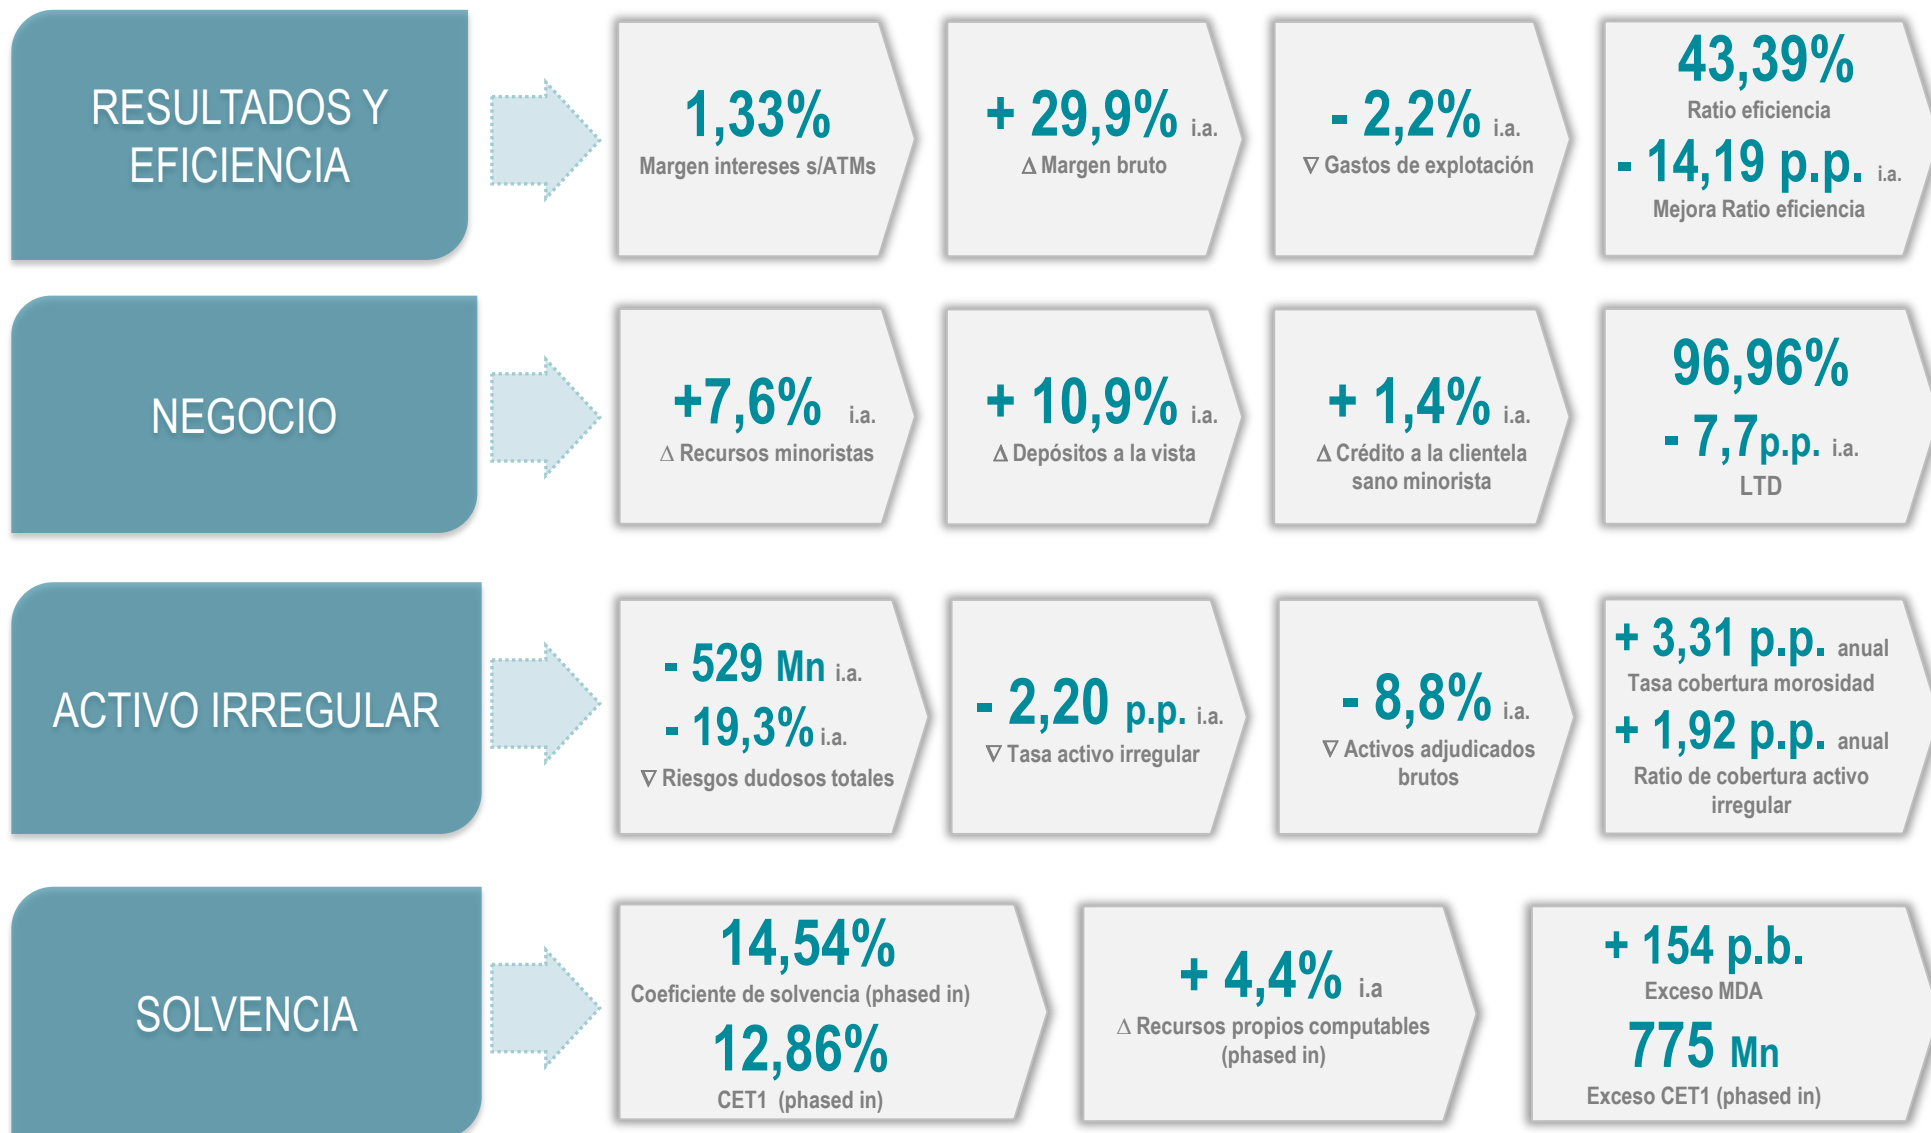 RESULTADOS Y
EFICIENCIA
1,33%
Margen intereses s/ATMs
+ 29,9% i.a.
Δ Margen bruto
- 2,2% i.a.
∇ Gastos de explotación
43,39%
Ratio eficiencia
- 14,19 p.p. i.a.
Mejora Ratio eficiencia
NEGOCIO
+7,6% i.a.
Δ Recursos minoristas
+ 10,9% i.a.
Δ Depósitos a la vista
+ 1,4% i.a.
Δ Crédito a la clientela
sano minorista
96,96%
- 7,7p.p. i.a.
LTD
ACTIVO IRREGULAR
- 529 Mn i.a.
- 19,3% i.a.
∇ Riesgos dudosos totales
- 2,20 p.p. i.a.
∇ Tasa activo irregular
- 8,8% i.a.
∇ Activos adjudicados
brutos
+ 3,31 p.p. anual
Tasa cobertura morosidad
+ 1,92 p.p. anual
Ratio de cobertura activo
irregular
SOLVENCIA
14,54%
Coeficiente de solvencia (phased in)
12,86%
CET1 (phased in)
+ 4,4% i.a
Δ Recursos propios computables
(phased in)
+ 154 p.b.
Exceso MDA
775 Mn
Exceso CET1 (phased in)